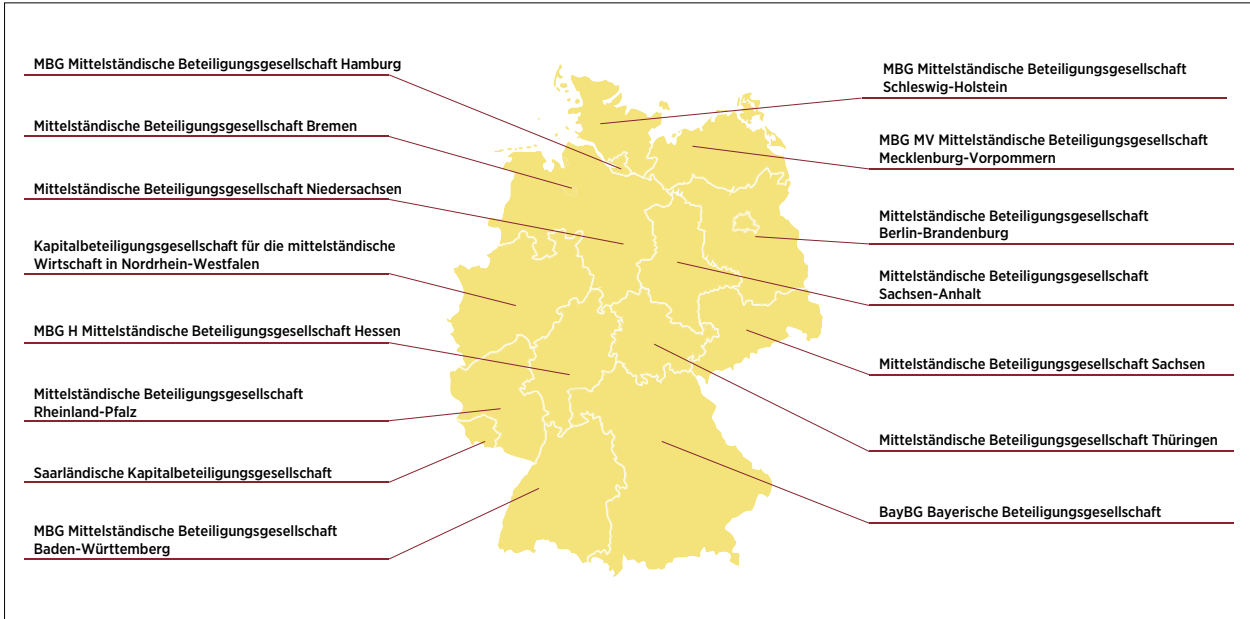 MBG Mittelständische Beteiligungsgesellschaft Hamburg
Mittelständische Beteiligungsgesellschaft Bremen
Mittelständische Beteiligungsgesellschaft Niedersachsen
Kapitalbeteiligungsgesellschaft für die mittelständische
Wirtschaft in Nordrhein-Westfalen
MBG H Mittelständische Beteiligungsgesellschaft Hessen
Mittelständische Beteiligungsgesellschaft
Rheinland-Pfalz
Saarländische Kapitalbeteiligungsgesellschaft
MBG Mittelständische Beteiligungsgesellschaft
Baden-Württemberg
MBG Mittelständische Beteiligungsgesellschaft
Schleswig-Holstein
MBG MV Mittelständische Beteiligungsgesellschaft
Mecklenburg-Vorpommern
Mittelständische Beteiligungsgesellschaft
Berlin-Brandenburg
Mittelständische Beteiligungsgesellschaft
Sachsen-Anhalt
Mittelständische Beteiligungsgesellschaft Sachsen
Mittelständische Beteiligungsgesellschaft Thüringen
BayBG Bayerische Beteiligungsgesellschaft